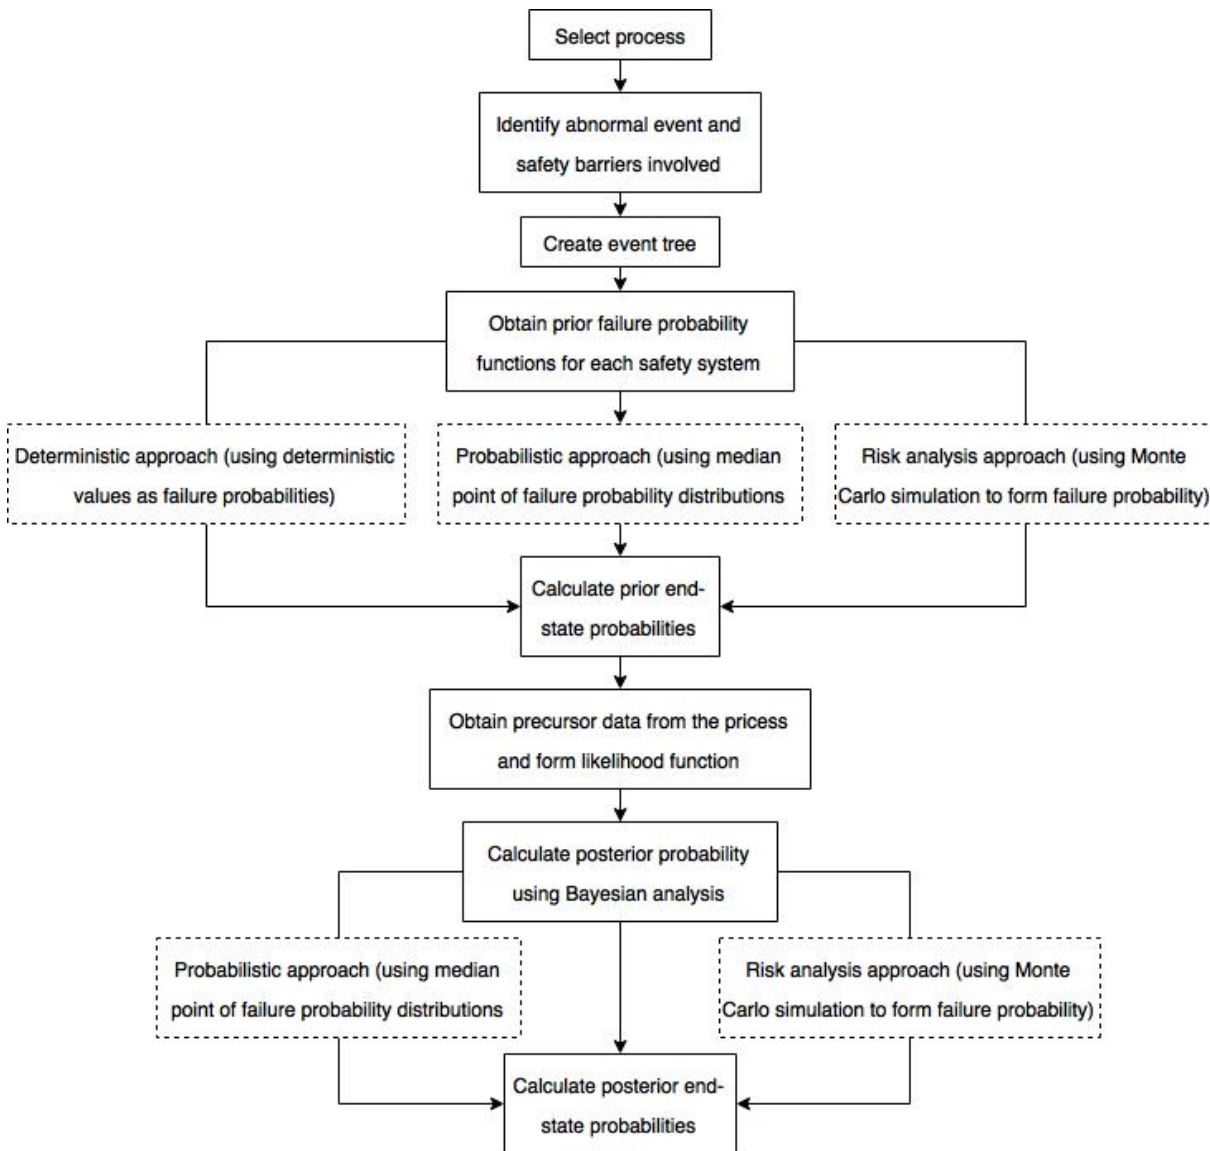 Select process
Identify abnormal event and
safety barriers involved
Create event tree
Obtain prior failure probability
functions for each safety system
Deterministic approach (using deterministic
values as failure probabilities)
Probabilistic approach (using median
point of failure probability distributions
Risk analysis approach (using Monte
Carlo simulation to form failure probability)
Calculate prior end-
state probabilities
Obtain precursor data from the pricess
and form likelihood function
Calculate posterior probability
using Bayesian analysis
Probabilistic approach (using median
point of failure probability distributions
Risk analysis approach (using Monte
Carlo simulation to form failure probability)
Calculate posterior end-
state probabilities